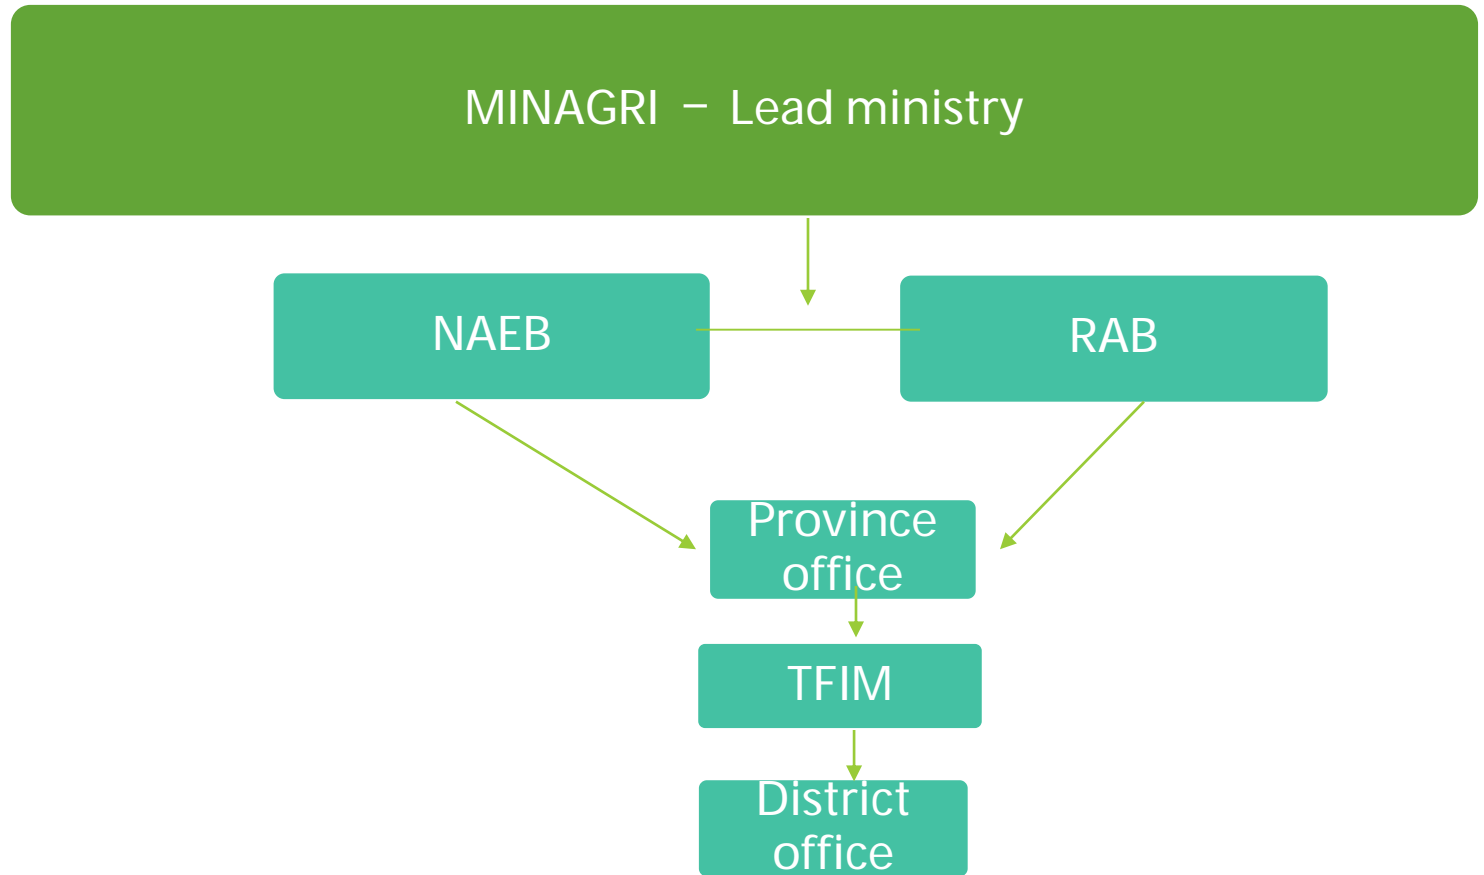 MINAGRI – Lead ministry
NAEB
RAB
Province
office
TFIM
District
office